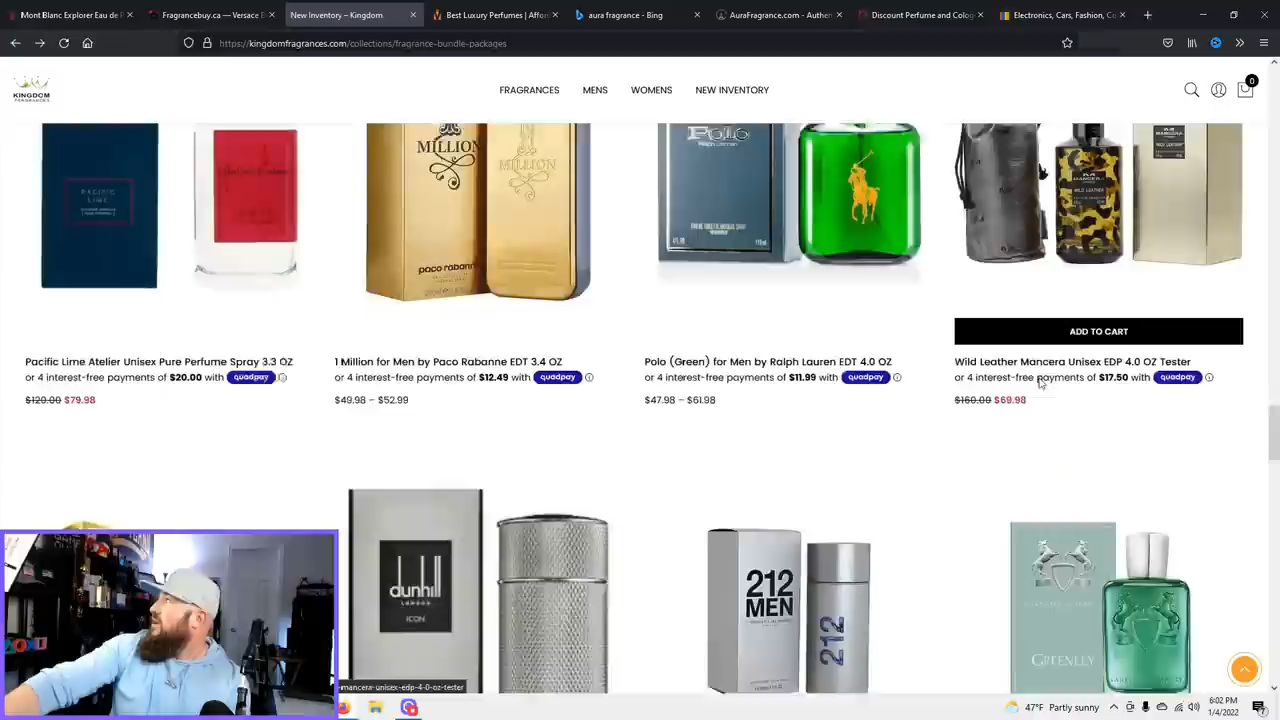 Mont Blanc Explorer Eau de P
Fragrancebuy.ca — Versace E
New Inventory – Kingdom
Best Luxury Perfumes | Affor
aura fragrance - Bing
AuraFragrance.com - Authen
Discount Perfume and Colog
Electronics, Cars, Fashion, Co
https://kingdomfragrances.com/collections/fragrance-bundle-packages
KINGDOM
FRAGRANCES
FRAGRANCES
MENS
WOMENS
NEW INVENTORY
0
PACIFIC
LIME
MILLION
MILLION
paco rabanne
Polo
Ralph Lauren
MANCERA
WILD LEATHER
ADD TO CART
Pacific Lime Atelier Unisex Pure Perfume Spray 3.3 OZ
or 4 interest-free payments of $20.00 with quadpay
$120.00 $79.98
1 Million for Men by Paco Rabanne EDT 3.4 OZ
or 4 interest-free payments of $12.49 with quadpay
$49.98 – $52.99
Polo (Green) for Men by Ralph Lauren EDT 4.0 OZ
or 4 interest-free payments of $11.99 with quadpay
$47.98 – $61.98
Wild Leather Mancera Unisex EDP 4.0 OZ Tester
or 4 interest-free payments of $17.50 with quadpay
$160.00 $69.98
dunhill
LONDON
ICON
212
MEN
212
GREENLEY
-mancera-unisex-edp-4-0-oz-tester
47°F Partly sunny
6:02 PM
1/4/2022